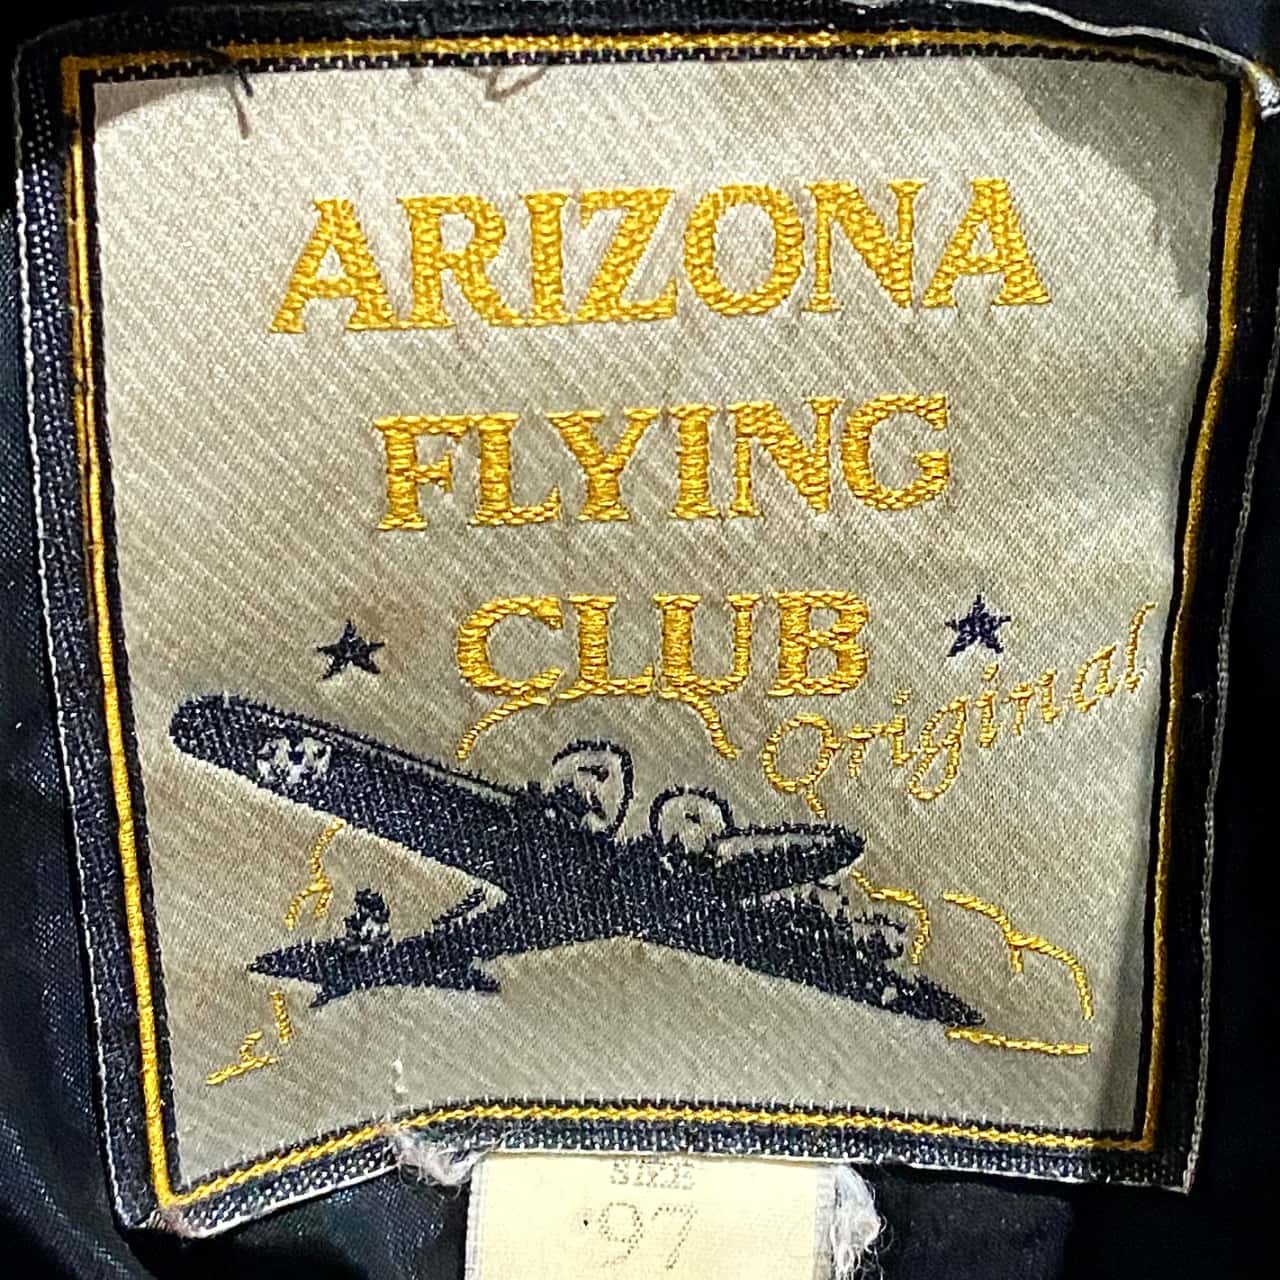 ARIZONA
FLYING
CLUB
Original
SIZE
97